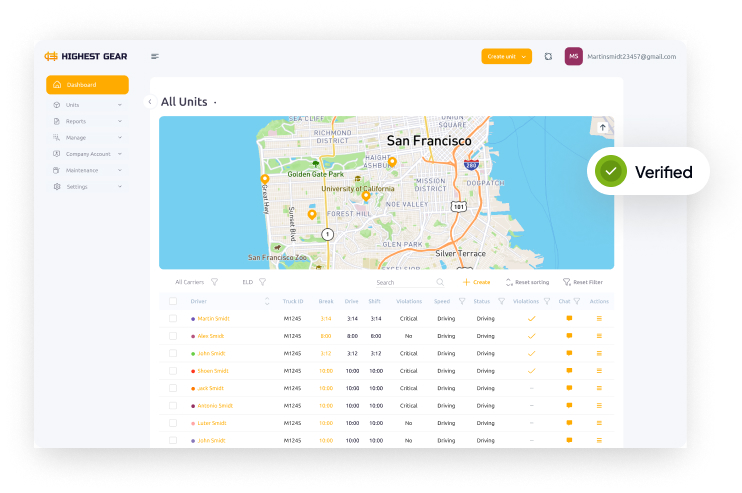 HIGHEST GEAR
Create unit
MS
Martinsmidt23457@gmail.com
Dashboard
Units
Reports
Manage
Company Account
Maintenance
Settings
All Units
SEA CLIFF
UNION
SQUARE
RICHMOND
DISTRICT
San Francisco
HAIGHT
ASHBURY
280
Golden Gate Park
MISSION
DISTRICT
DOGPATCH
University of California
Great Hwy
NOE VALLEY
101
Sunset Blvd
FOREST HILL
1
GLEN PARK
Silver Terrace
San Francisco Zoo
EXCELSIOR
Verified
All Carriers
ELD
Search
Create
Reset sorting
Reset Filter
Driver Truck ID Break Drive Shift Violations Speed Status Violations Chat Actions
Martin Smidt M1245 3:14 3:14 3:14 Critical Driving Driving
Alex Smidt M1245 8:00 8:00 8:00 No Driving Driving
John Smidt M1245 3:12 3:12 3:12 Critical Driving Driving
Steven Smidt M1245 10:00 10:00 10:00 Critical Driving Driving
Jack Smidt M1245 10:00 10:00 10:00 Critical Driving Driving –
Antonio Smidt M1245 10:00 10:00 10:00 Critical Driving Driving –
Luter Smidt M1245 10:00 10:00 10:00 No Driving Driving –
John Smidt M1245 10:00 10:00 10:00 No Driving Driving –